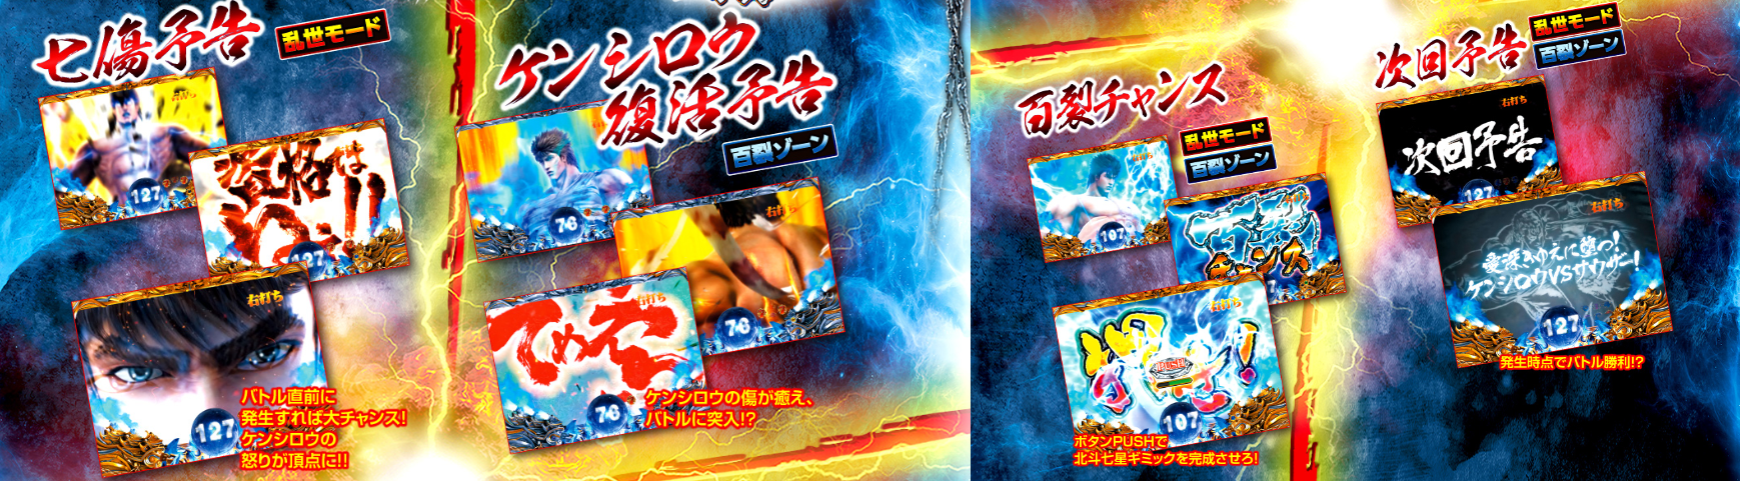 七傷予告
乱世モード
右打ち
127
資格は
ねぇ!!
127
右打ち
127
バトル直前に
発生すれば大チャンス!
ケンシロウの
怒りが頂点に!!
ケンシロウ
復活予告
百裂ゾーン
76
右打ち
76
右打ち
てめえ
76
ケンシロウの傷が癒え、
バトルに突入!?
百裂チャンス
乱世モード
百裂ゾーン
右打ち
107
チャンス
右打ち
押せ!
107
ボタンPUSHで
北斗七星ギミックを完成させろ!
次回予告
乱世モード
百裂ゾーン
右打ち
次回予告
127
右打ち
愛深きゆえに堕つ!
ケンシロウVSサウザー!
127
発生時点でバトル勝利!?